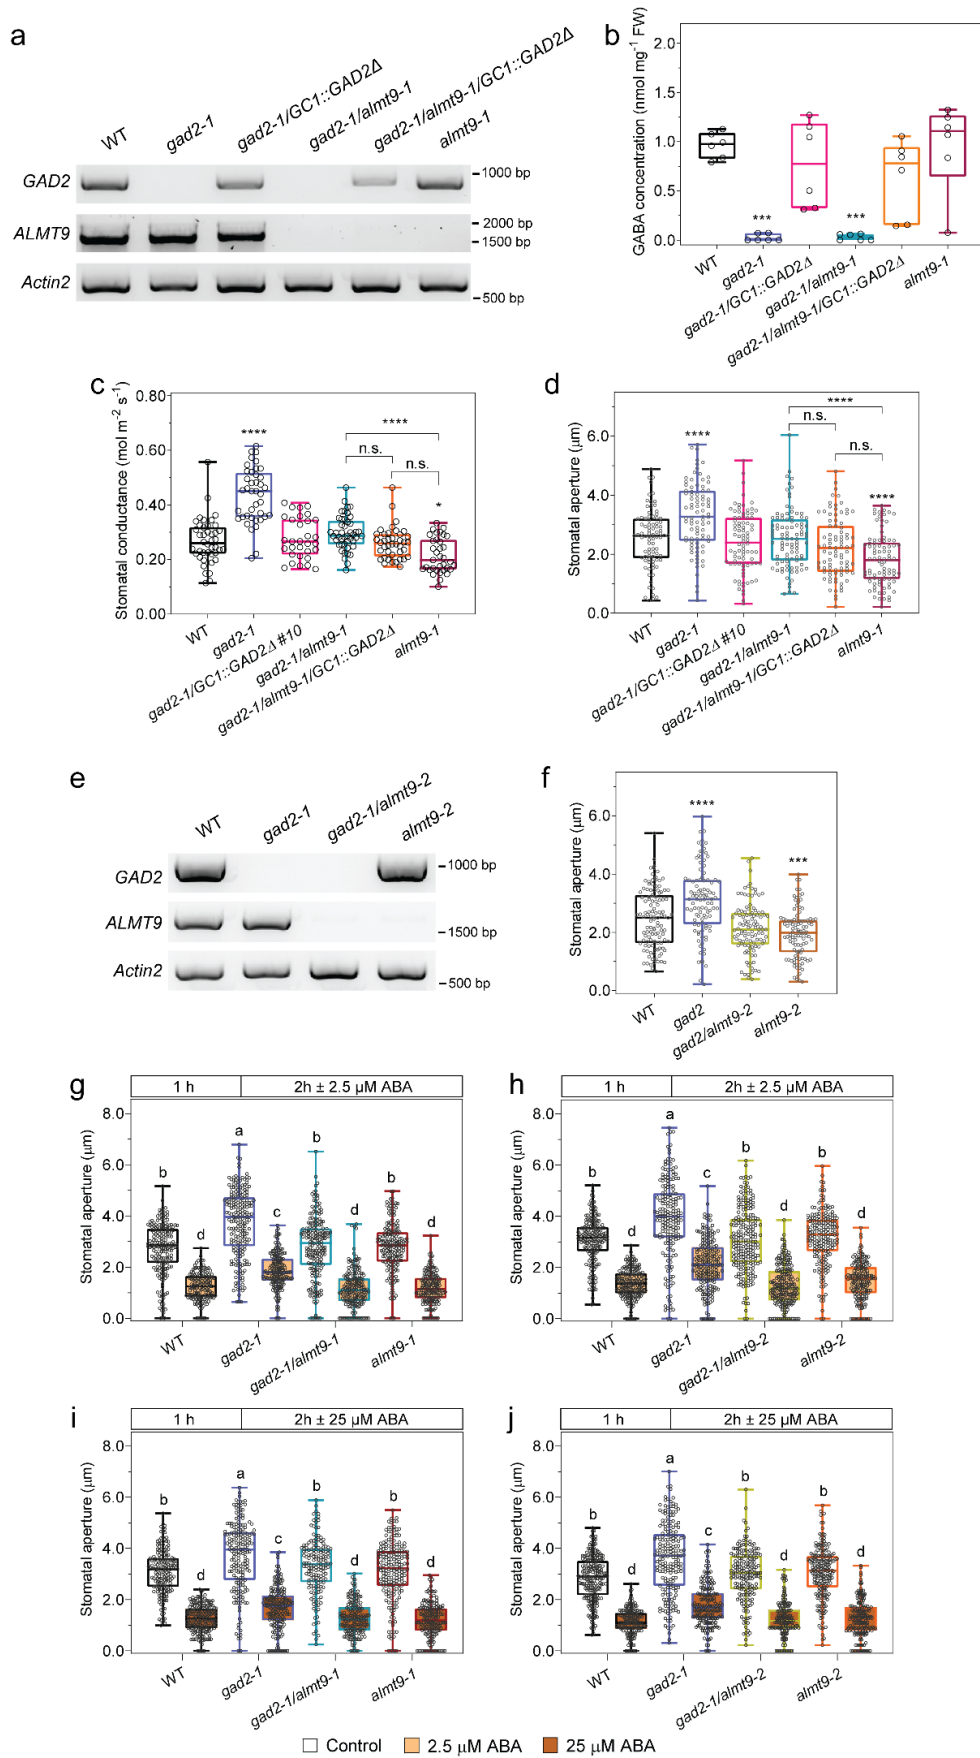 a
WT
gad2-1
gad2-1/GC1::GAD2Δ
gad2-1/almt9-1
gad2-1/almt9-1/GC1::GAD2Δ
almt9-1
GAD2
1000 bp
ALMT9
2000 bp
1500 bp
Actin2
500 bp
b
GABA concentration (nmol mg⁻¹ FW)
2.0
1.5
1.0
0.5
0.0
***
***
WT
gad2-1
gad2-1/GC1::GAD2Δ
gad2-1/almt9-1
gad2-1/almt9-1/GC1::GAD2Δ
almt9-1
c
Stomatal conductance (mol m⁻² s⁻¹)
0.80
0.60
0.40
0.20
0.00
****
****
n.s.
n.s.
*
WT
gad2-1
gad2-1/GC1::GAD2Δ #10
gad2-1/almt9-1
gad2-1/almt9-1/GC1::GAD2Δ
almt9-1
d
Stomatal aperture (μm)
6.0
4.0
2.0
0.0
****
****
n.s.
n.s.
****
WT
gad2-1
gad2-1/GC1::GAD2Δ #10
gad2-1/almt9-1
gad2-1/almt9-1/GC1::GAD2Δ
almt9-1
e
WT
gad2-1
gad2-1/almt9-2
almt9-2
GAD2
1000 bp
ALMT9
1500 bp
Actin2
500 bp
f
Stomatal aperture (μm)
6.0
4.0
2.0
0.0
****
***
WT
gad2
gad2/almt9-2
almt9-2
g
1 h
2h ± 2.5 μM ABA
Stomatal aperture (μm)
8.0
6.0
4.0
2.0
0.0
b
d
a
c
b
d
b
d
WT
gad2-1
gad2-1/almt9-1
almt9-1
h
1 h
2h ± 2.5 μM ABA
Stomatal aperture (μm)
8.0
6.0
4.0
2.0
0.0
b
d
a
c
b
d
b
d
WT
gad2-1
gad2-1/almt9-2
almt9-2
i
1 h
2h ± 25 μM ABA
Stomatal aperture (μm)
8.0
6.0
4.0
2.0
0.0
b
d
a
c
b
d
b
d
WT
gad2-1
gad2-1/almt9-1
almt9-1
j
1 h
2h ± 25 μM ABA
Stomatal aperture (μm)
8.0
6.0
4.0
2.0
0.0
b
d
a
c
b
d
b
d
WT
gad2-1
gad2-1/almt9-2
almt9-2
Control
2.5 μM ABA
25 μM ABA